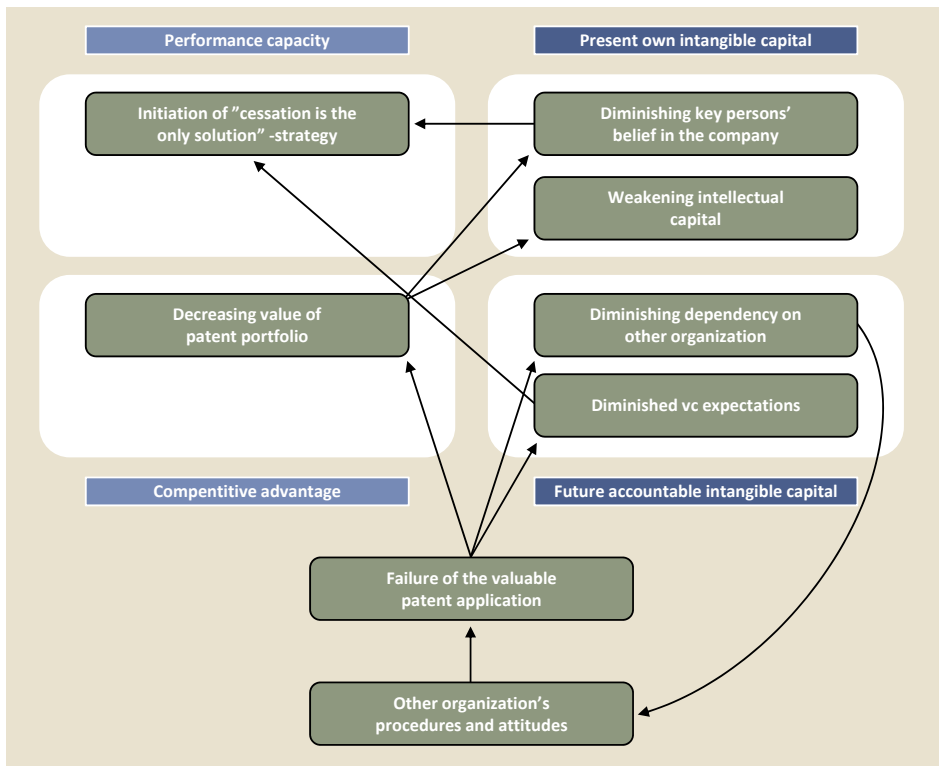 Performance capacity
Present own intangible capital
Initiation of ”cessation is the
only solution” -strategy
Diminishing key persons’
belief in the company
Weakening intellectual
capital
Decreasing value of
patent portfolio
Diminishing dependency on
other organization
Diminished vc expectations
Competitive advantage
Future accountable intangible capital
Failure of the valuable
patent application
Other organization’s
procedures and attitudes